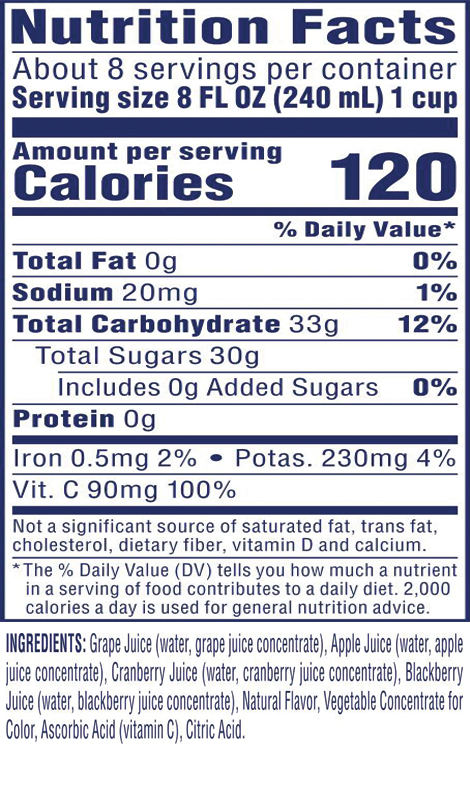 Nutrition Facts
About 8 servings per container
Serving size 8 FL OZ (240 mL) 1 cup
Amount per serving
Calories 120
% Daily Value*
Total Fat 0g 0%
Sodium 20mg 1%
Total Carbohydrate 33g 12%
Total Sugars 30g
Includes 0g Added Sugars 0%
Protein 0g
Iron 0.5mg 2% • Potas. 230mg 4%
Vit. C 90mg 100%
Not a significant source of saturated fat, trans fat,
cholesterol, dietary fiber, vitamin D and calcium.
*The % Daily Value (DV) tells you how much a nutrient
in a serving of food contributes to a daily diet. 2,000
calories a day is used for general nutrition advice.
INGREDIENTS: Grape Juice (water, grape juice concentrate), Apple Juice (water, apple
juice concentrate), Cranberry Juice (water, cranberry juice concentrate), Blackberry
Juice (water, blackberry juice concentrate), Natural Flavor, Vegetable Concentrate for
Color, Ascorbic Acid (vitamin C), Citric Acid.